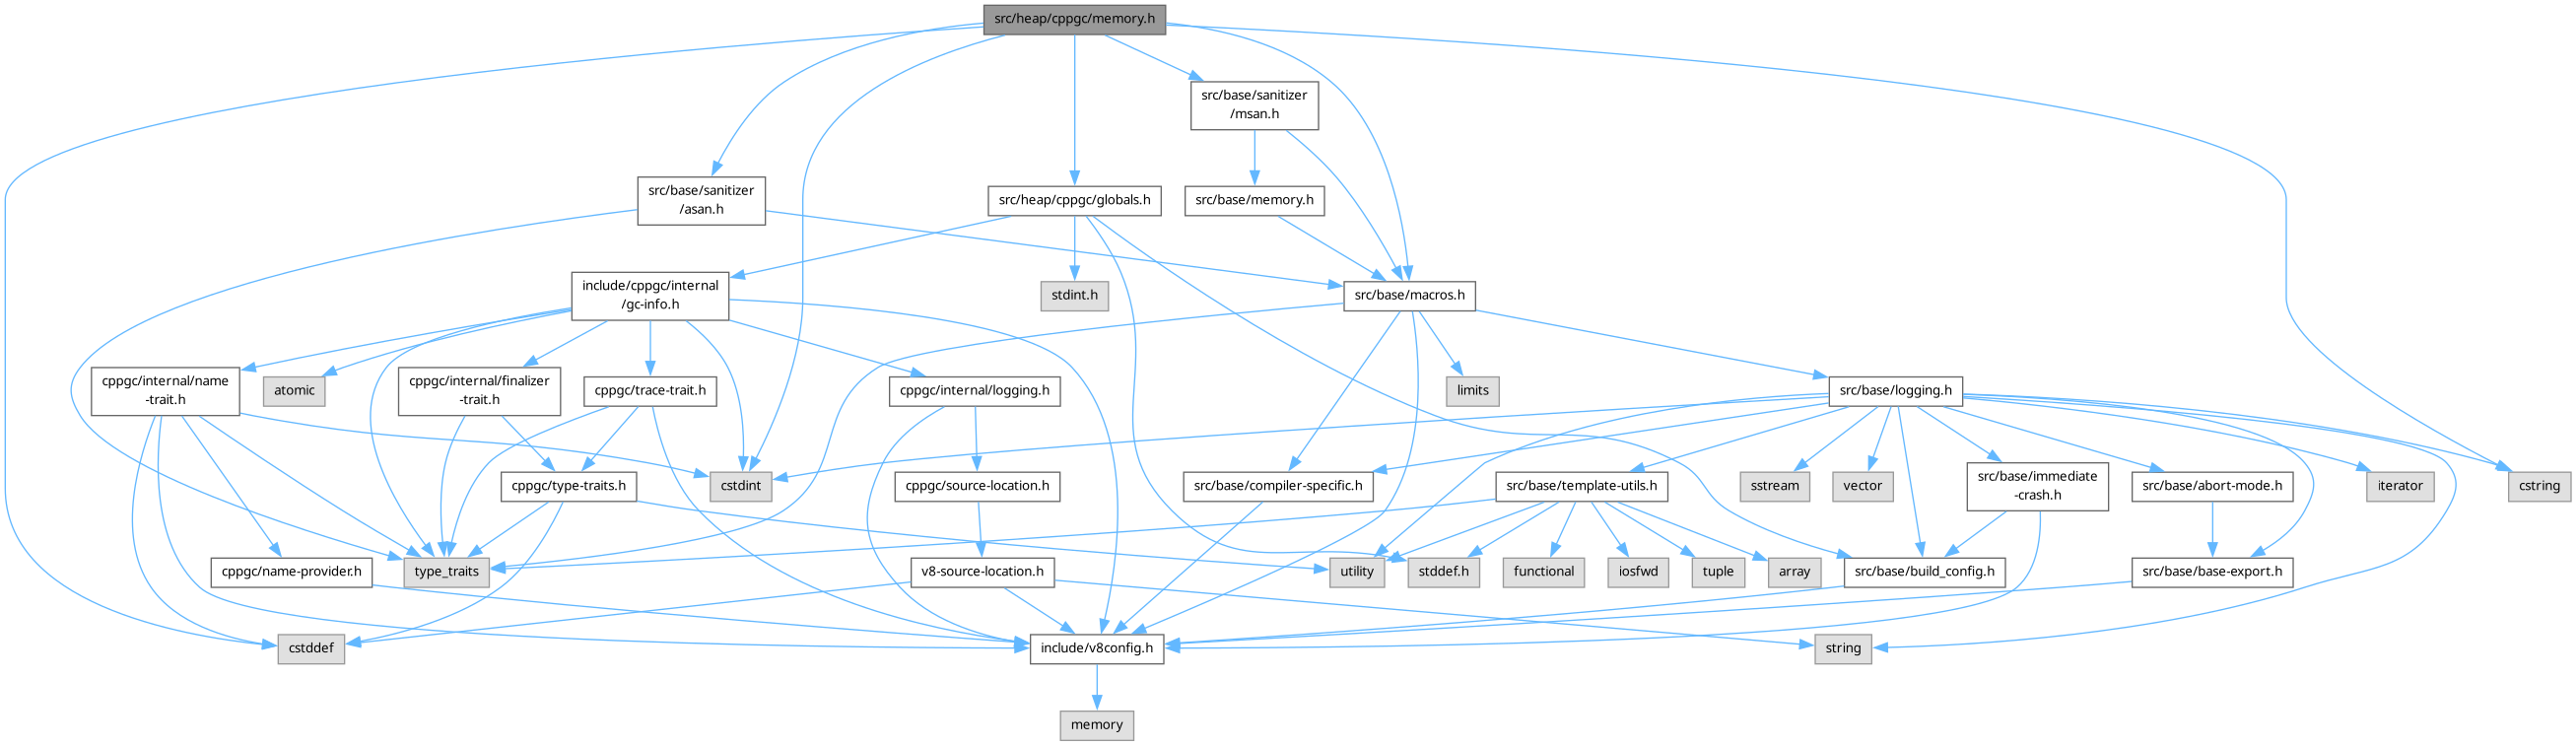 src/heap/cppgc/memory.h
src/base/sanitizer
/msan.h
src/base/sanitizer
/asan.h
src/heap/cppgc/globals.h
src/base/memory.h
include/cppgc/internal
/gc-info.h
stdint.h
src/base/macros.h
cppgc/internal/name
-trait.h
atomic
cppgc/internal/finalizer
-trait.h
cppgc/trace-trait.h
cppgc/internal/logging.h
limits
src/base/logging.h
cppgc/type-traits.h
cstdint
cppgc/source-location.h
src/base/compiler-specific.h
src/base/template-utils.h
sstream
vector
src/base/immediate
-crash.h
src/base/abort-mode.h
iterator
cstring
cppgc/name-provider.h
type_traits
v8-source-location.h
utility
stddef.h
functional
iosfwd
tuple
array
src/base/build_config.h
src/base/base-export.h
cstddef
include/v8config.h
string
memory